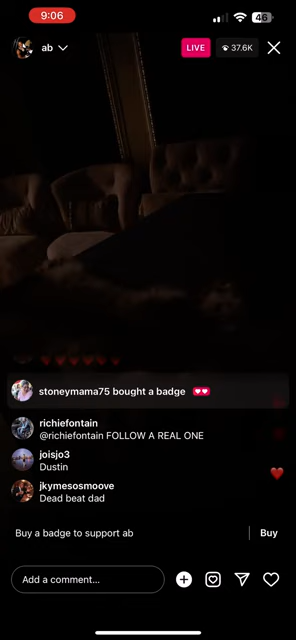 9:06
46
ab
LIVE
37.6K
stoneymama75 bought a badge
richiefontain
@richiefontain FOLLOW A REAL ONE
joisjo3
Dustin
jkymesosmoove
Dead beat dad
Buy a badge to support ab
Buy
Add a comment...